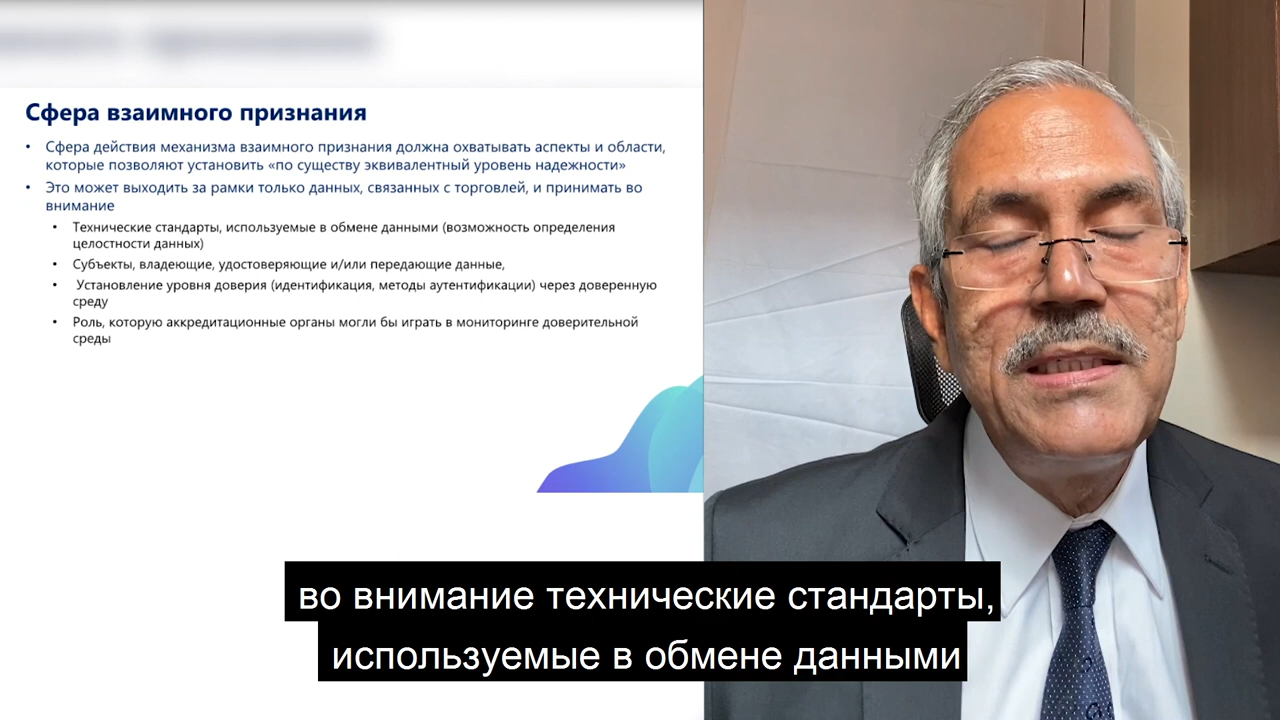 Сфера взаимного признания
• Сфера действия механизма взаимного признания должна охватывать аспекты и области,
которые позволяют установить «по существу эквивалентный уровень надежности»
• Это может выходить за рамки только данных, связанных с торговлей, и принимать во
внимание
• Технические стандарты, используемые в обмене данными (возможность определения
целостности данных)
• Субъекты, владеющие, удостоверяющие и/или передающие данные,
• Установление уровня доверия (идентификация, методы аутентификации) через доверенную
среду
• Роль, которую аккредитационные органы могли бы играть в мониторинге доверительной
среды
во внимание технические стандарты,
используемые в обмене данными